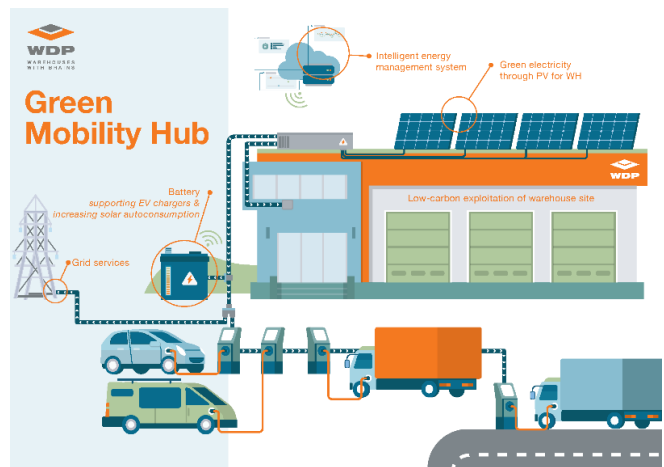 WDP
WAREHOUSES
WITH BRAINS
Green
Mobility Hub
Intelligent energy
management system
Green electricity
through PV for WH
WDP
Battery
supporting EV chargers &
increasing solar autoconsumption
Low-carbon exploitation of warehouse site
Grid services